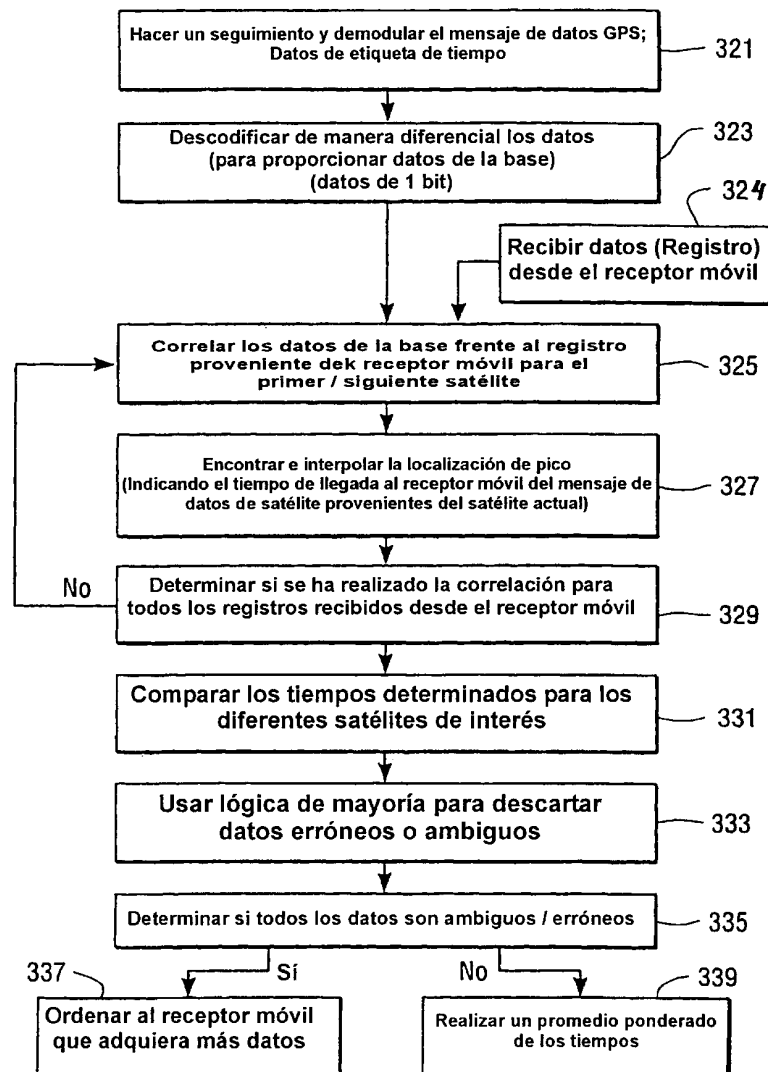 Hacer un seguimiento y demodular el mensaje de datos GPS;
Datos de etiqueta de tiempo
321
Descodificar de manera diferencial los datos
(para proporcionar datos de la base)
(datos de 1 bit)
323
324
Recibir datos (Registro)
desde el receptor móvil
Correlar los datos de la base frente al registro
proveniente dek receptor móvil para el
primer / siguiente satélite
325
Encontrar e interpolar la localización de pico
(Indicando el tiempo de llegada al receptor móvil del mensaje de
datos de satélite provenientes del satélite actual)
327
No
Determinar si se ha realizado la correlación para
todos los registros recibidos desde el receptor móvil
329
Comparar los tiempos determinados para los
diferentes satélites de interés
331
Usar lógica de mayoría para descartar
datos erróneos o ambiguos
333
Determinar si todos los datos son ambiguos / erróneos
335
337
Sí
No
339
Ordenar al receptor móvil
que adquiera más datos
Realizar un promedio ponderado
de los tiempos